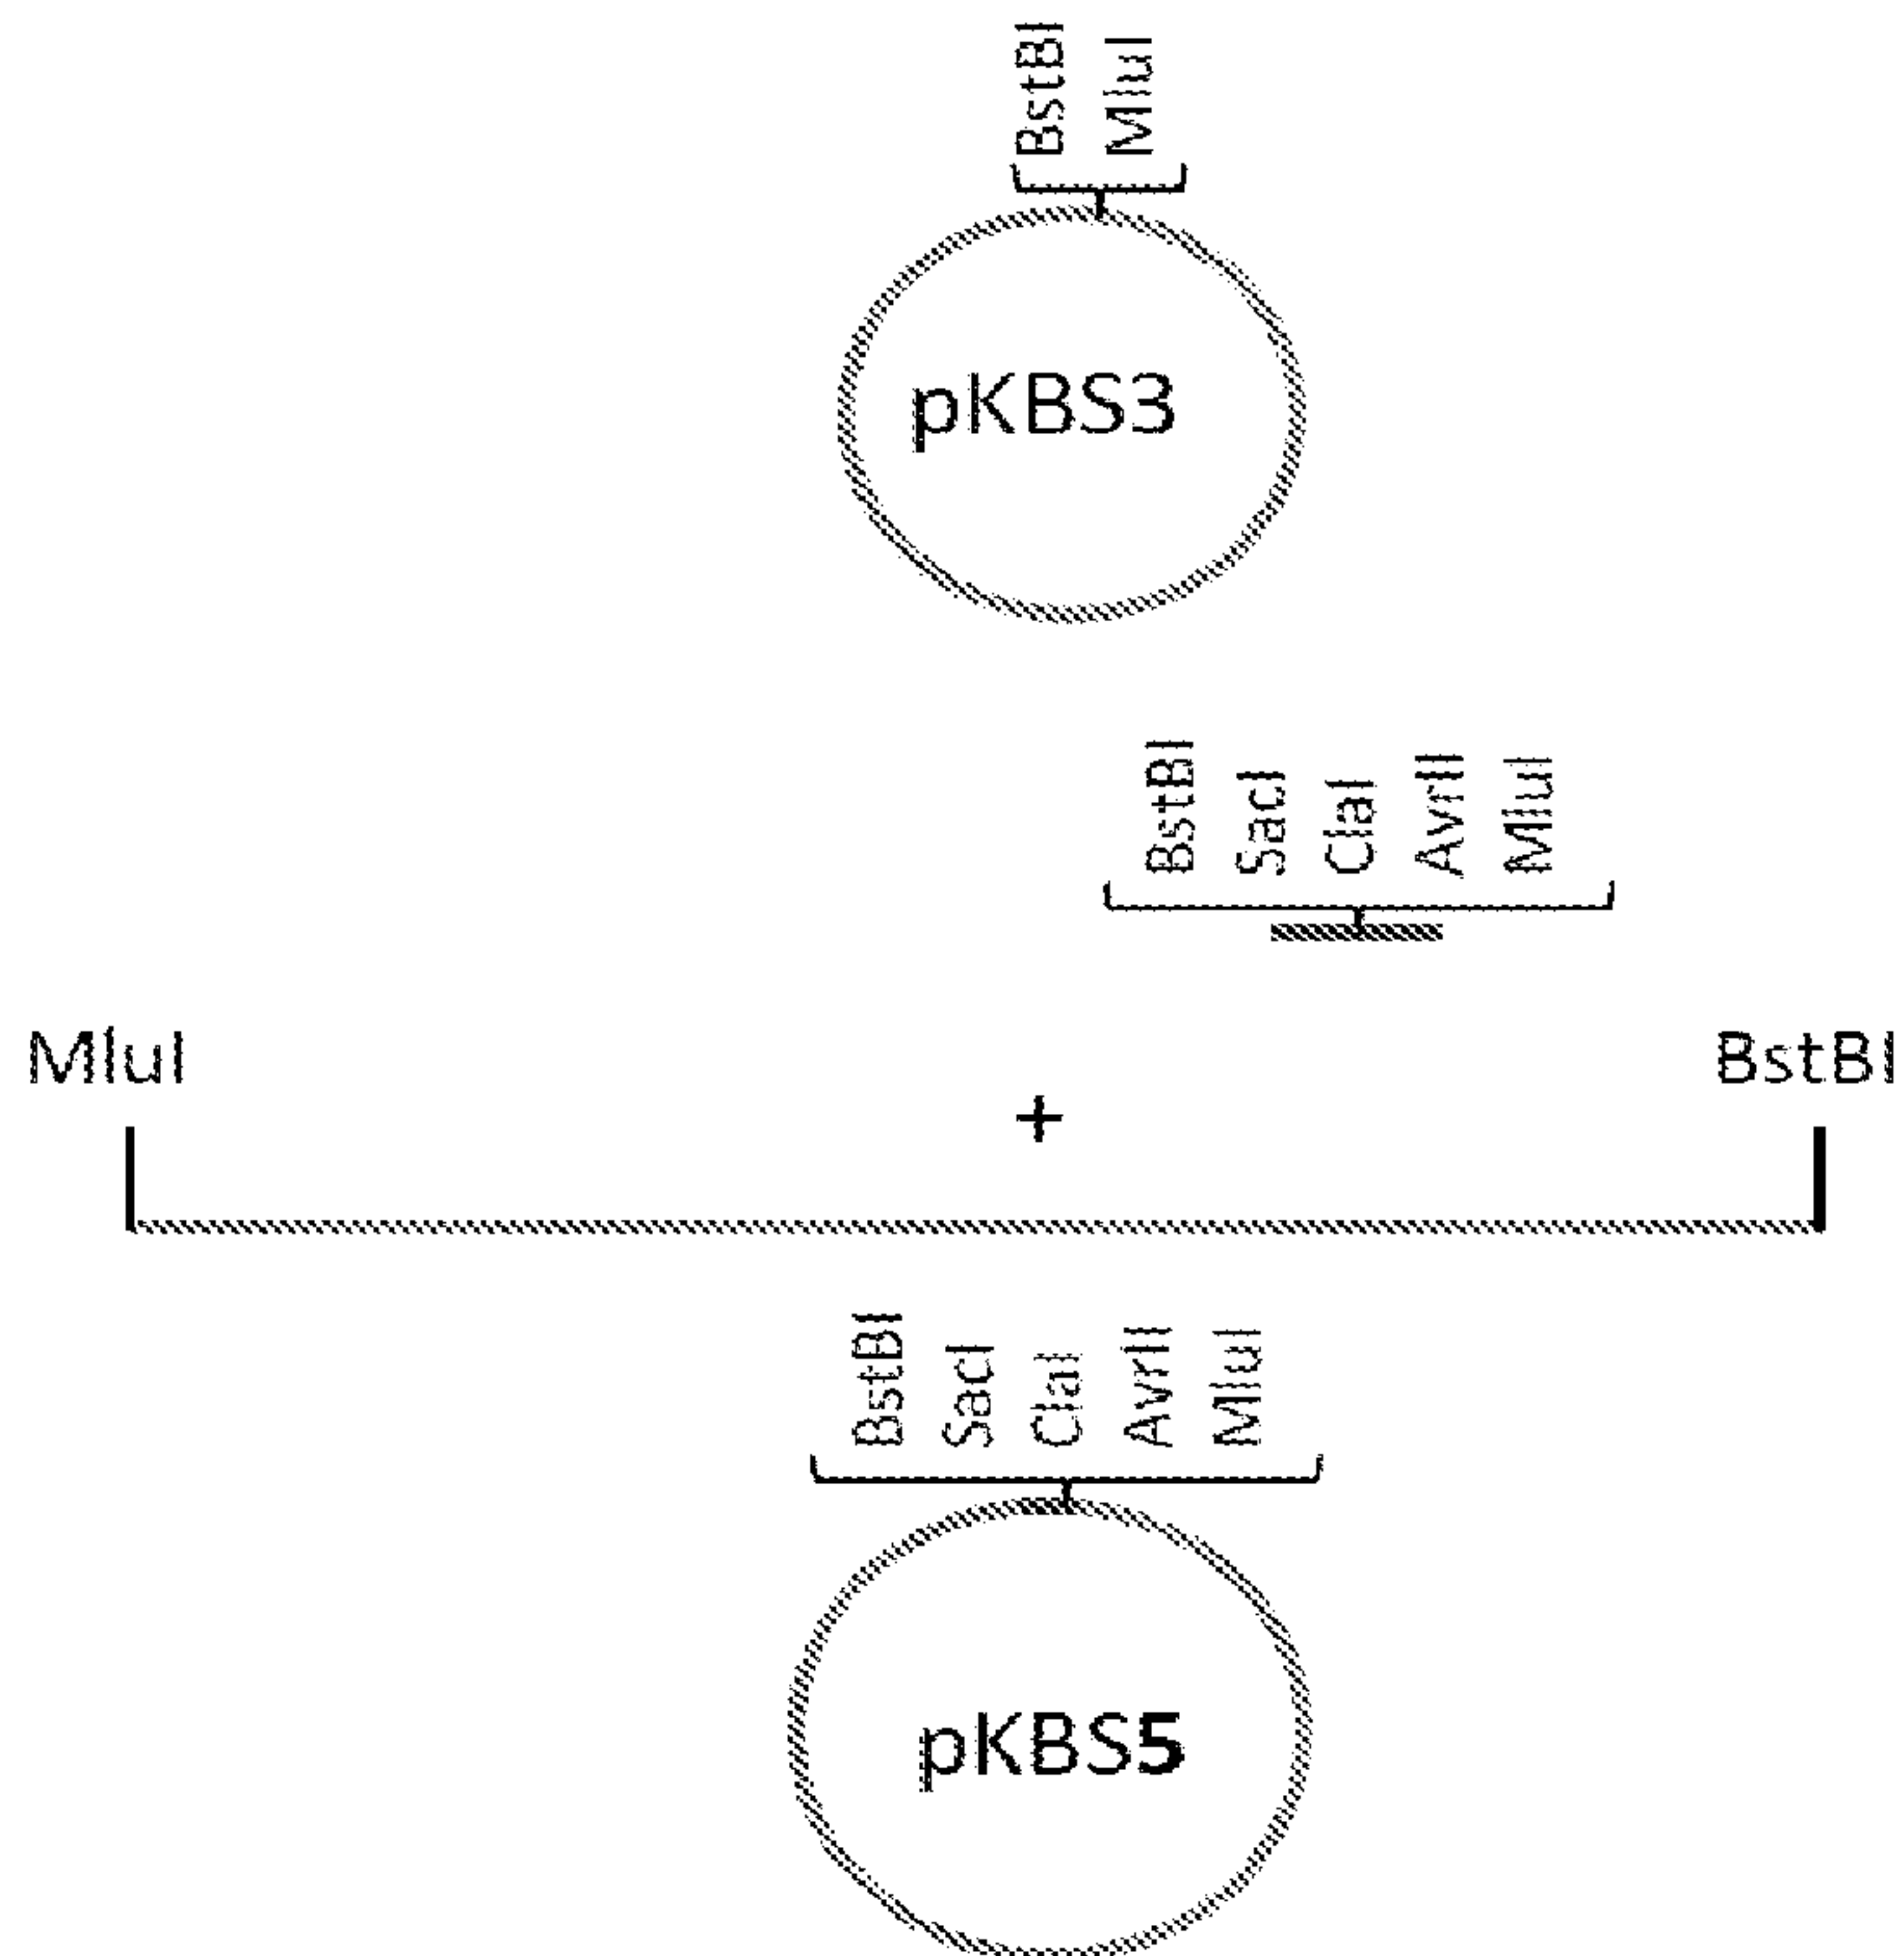 BstBI
MluI
pKBS3
BstBI
SacI
ClaI
AvrII
MluI
MluI
+
BstBI
BstBI
SacI
ClaI
AvrII
MluI
pKBS5